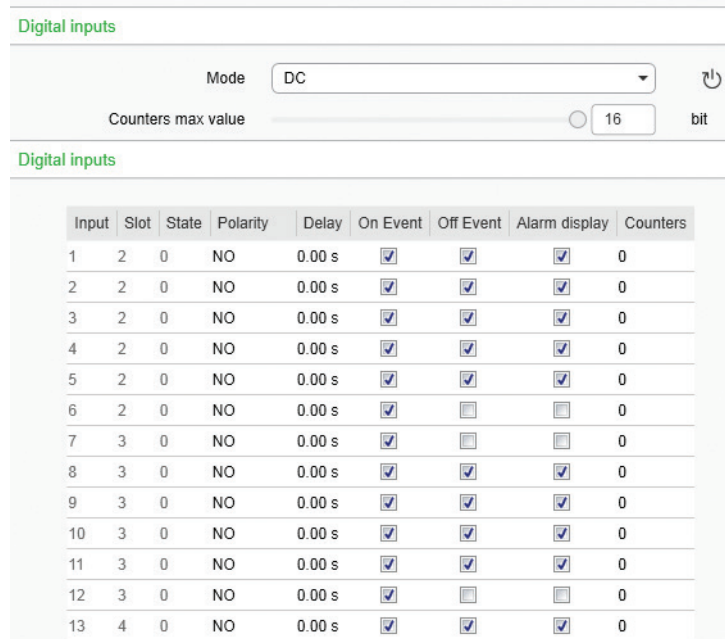 Digital inputs
Mode DC
Counters max value 16 bit
Digital inputs
Input Slot State Polarity Delay On Event Off Event Alarm display Counters
1 2 0 NO 0.00 s 0
2 2 0 NO 0.00 s 0
3 2 0 NO 0.00 s 0
4 2 0 NO 0.00 s 0
5 2 0 NO 0.00 s 0
6 2 0 NO 0.00 s 0
7 3 0 NO 0.00 s 0
8 3 0 NO 0.00 s 0
9 3 0 NO 0.00 s 0
10 3 0 NO 0.00 s 0
11 3 0 NO 0.00 s 0
12 3 0 NO 0.00 s 0
13 4 0 NO 0.00 s 0